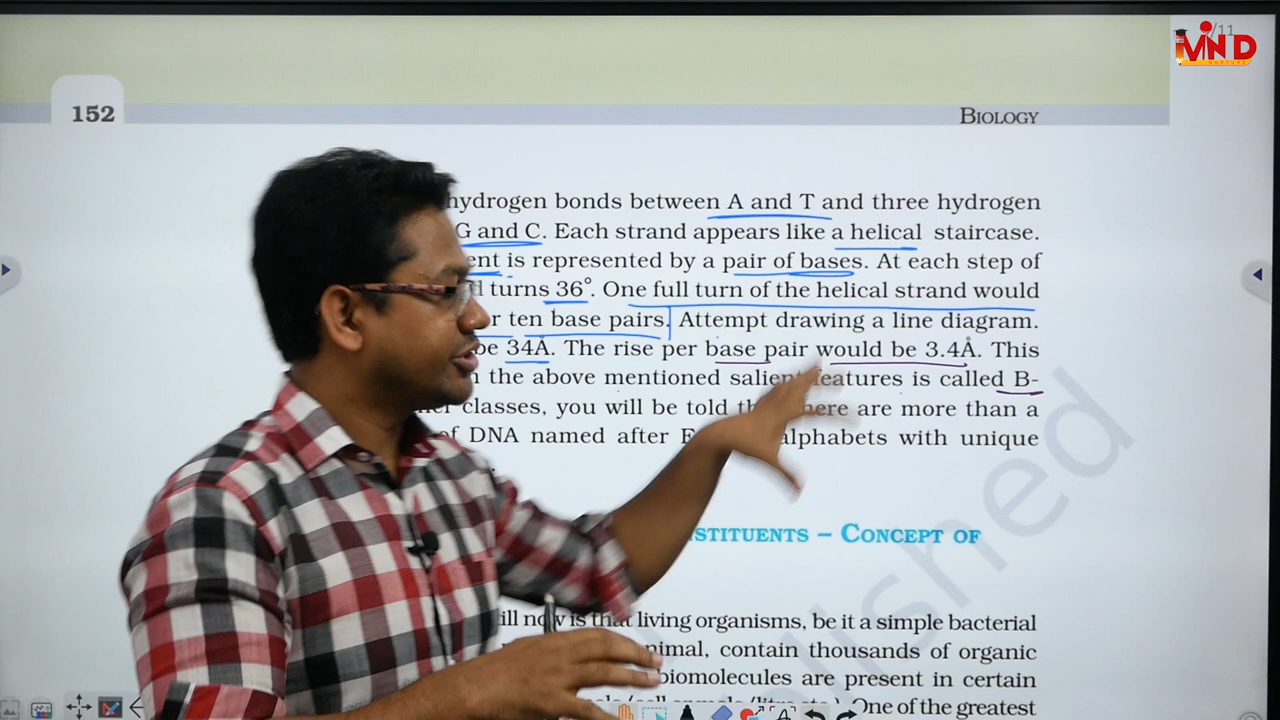 /11
MIND
NURTURE
152
BIOLOGY
hydrogen bonds between A and T and three hydrogen
G and C. Each strand appears like a helical staircase.
is represented by a pair of bases. At each step of
turns 36°. One full turn of the helical strand would
or ten base pairs. Attempt drawing a line diagram.
be 34Å. The rise per base pair would be 3.4Å. This
the above mentioned salient features is called B-
classes, you will be told there are more than a
of DNA named after alphabets with unique
– CONCEPT OF
till now is that living organisms, be it a simple bacterial
contain thousands of organic
biomolecules are present in certain
One of the greatest